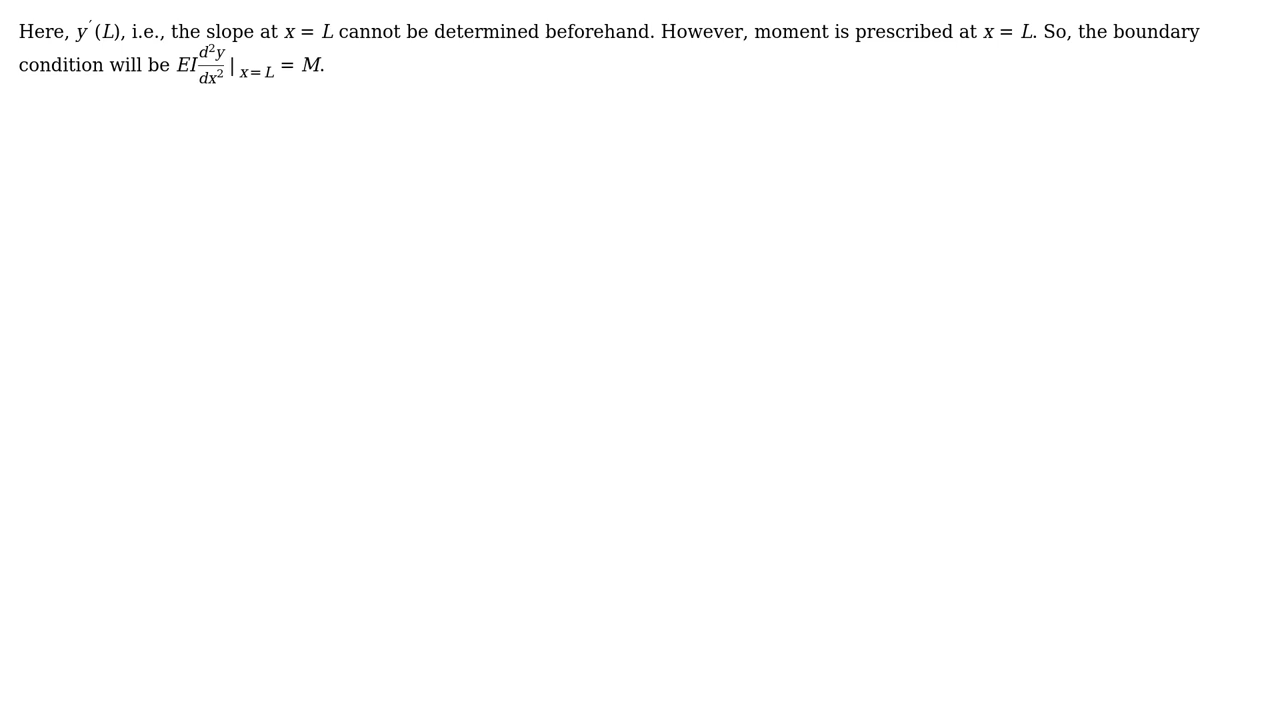 Here, y′(L), i.e., the slope at x = L cannot be determined beforehand. However, moment is prescribed at x = L. So, the boundary
condition will be EI d²y/dx² | x=L = M.